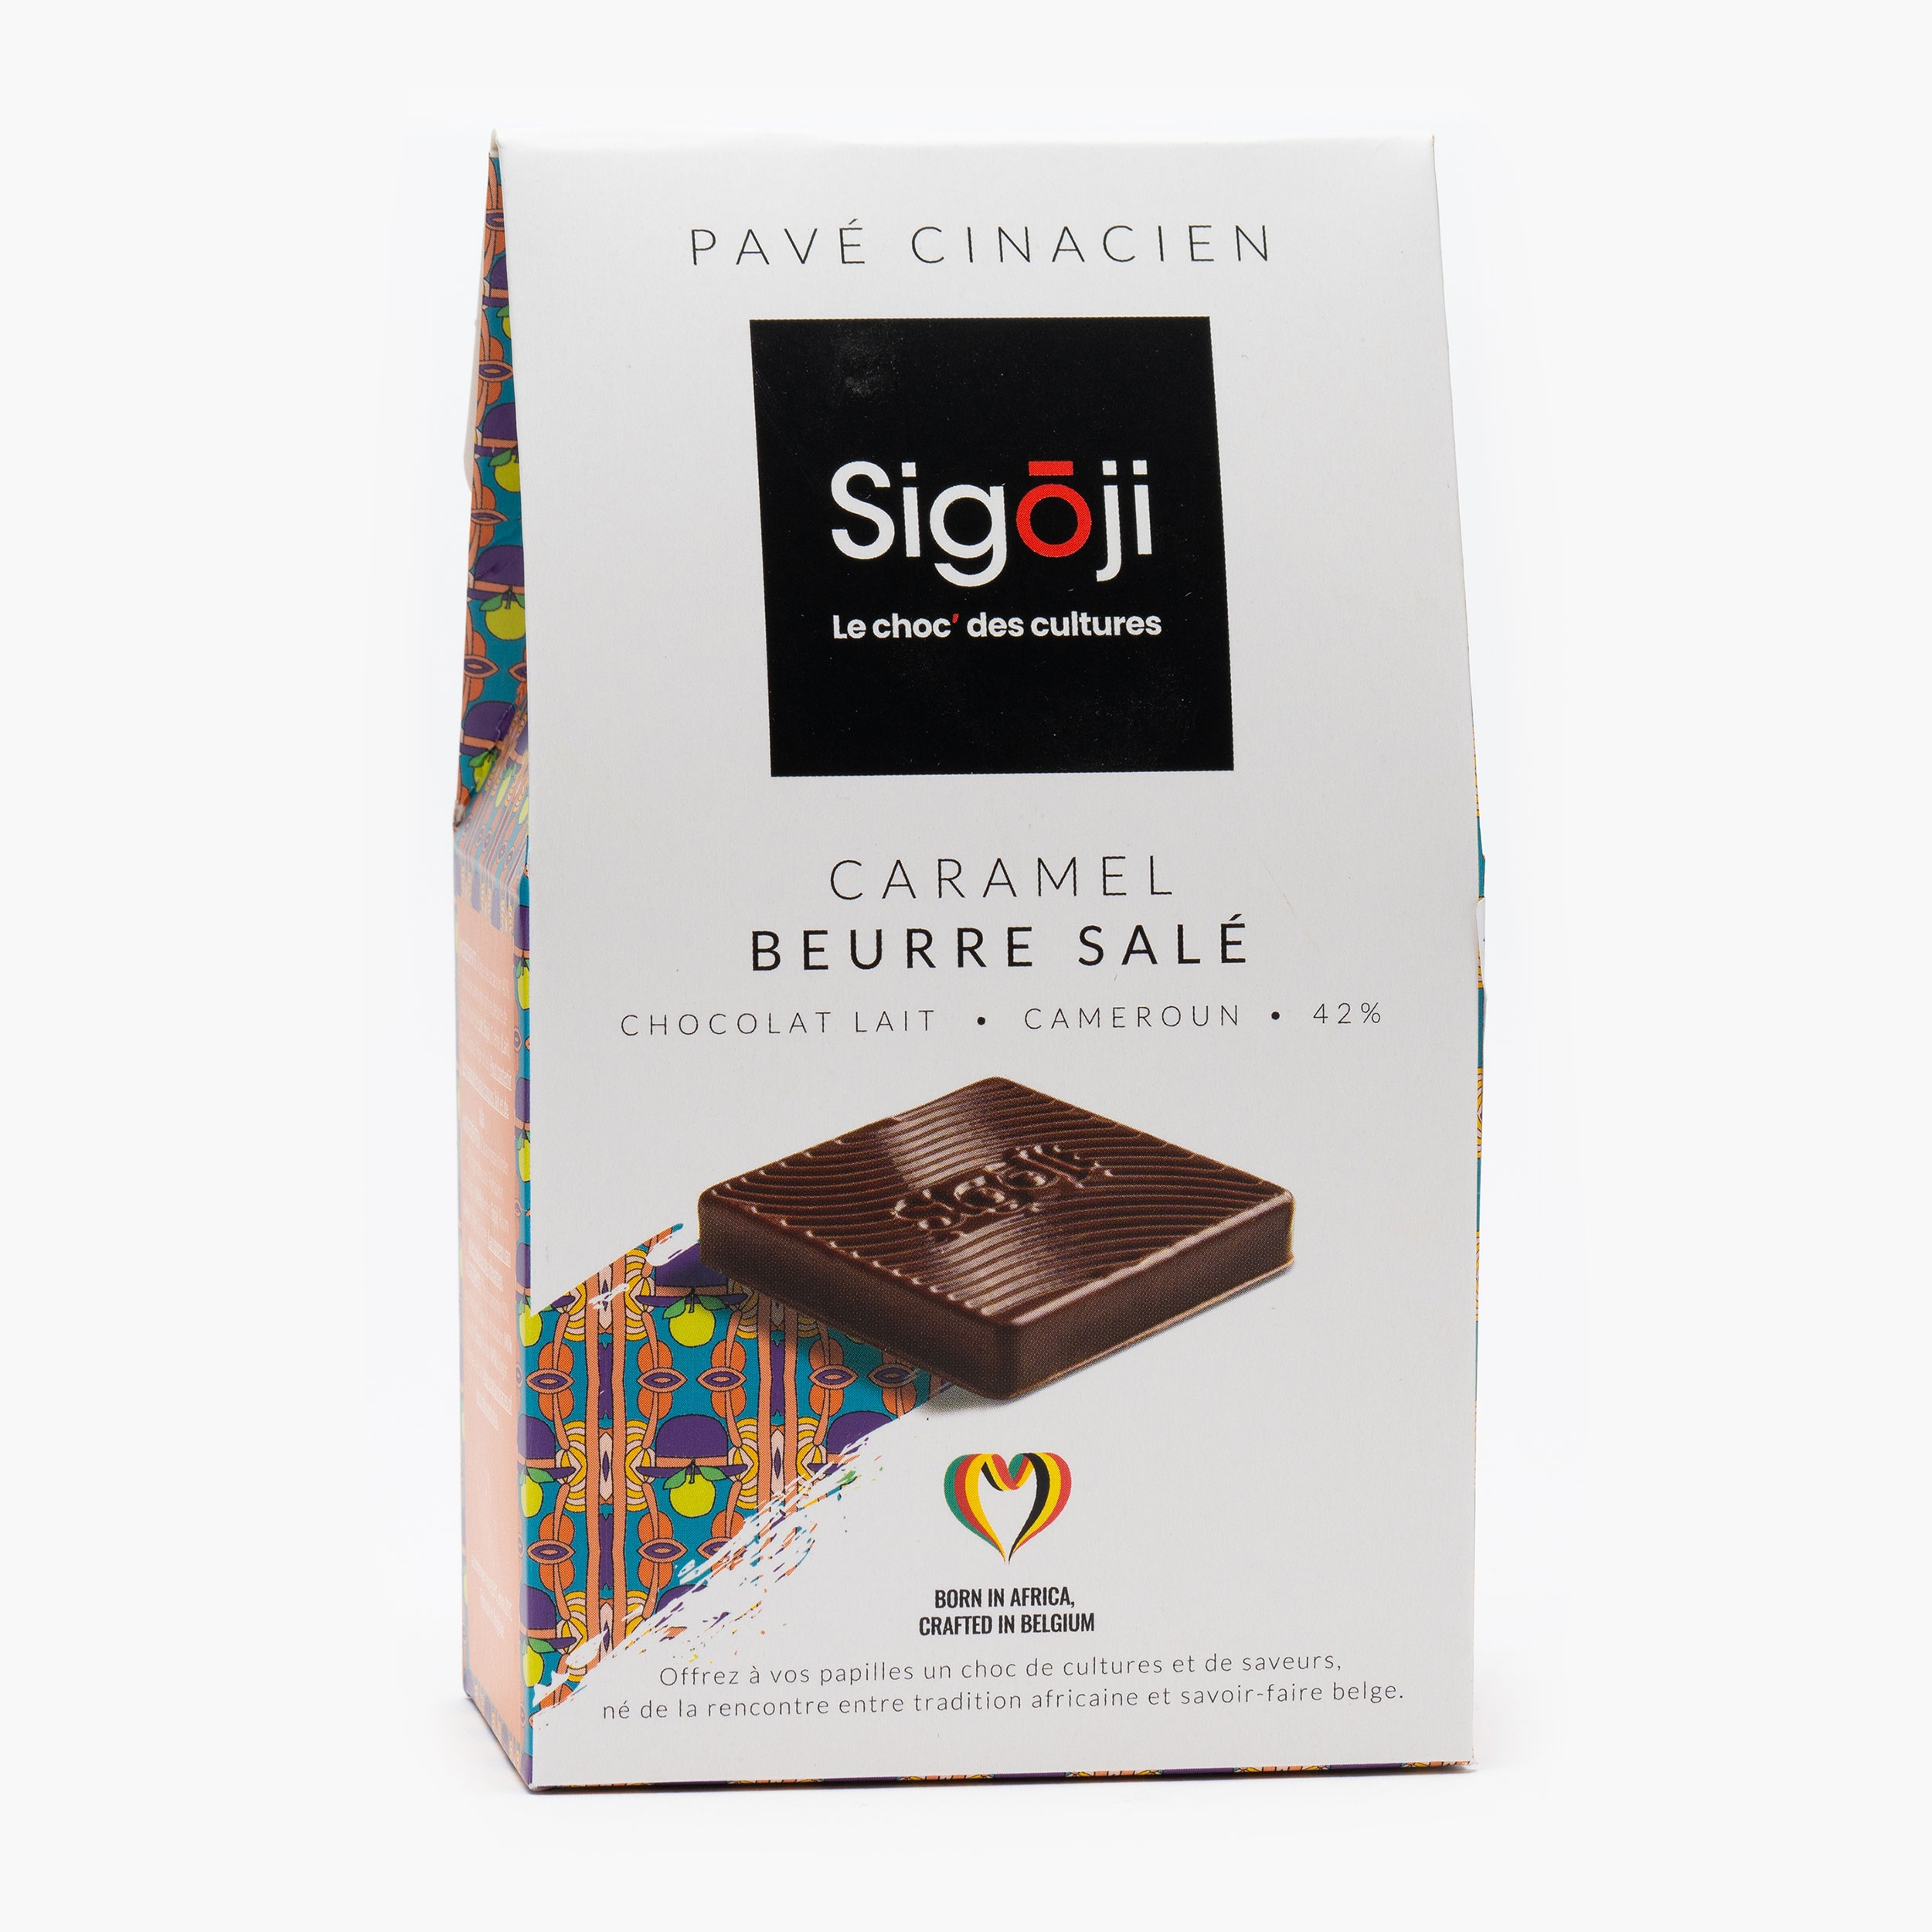 PAVÉ CINACIEN
Sigōji
Le choc’ des cultures
CARAMEL
BEURRE SALÉ
CHOCOLAT LAIT • CAMEROUN • 42%
sigōji
BORN IN AFRICA,
CRAFTED IN BELGIUM
Offrez à vos papilles un choc de cultures et de saveurs,
né de la rencontre entre tradition africaine et savoir-faire belge.